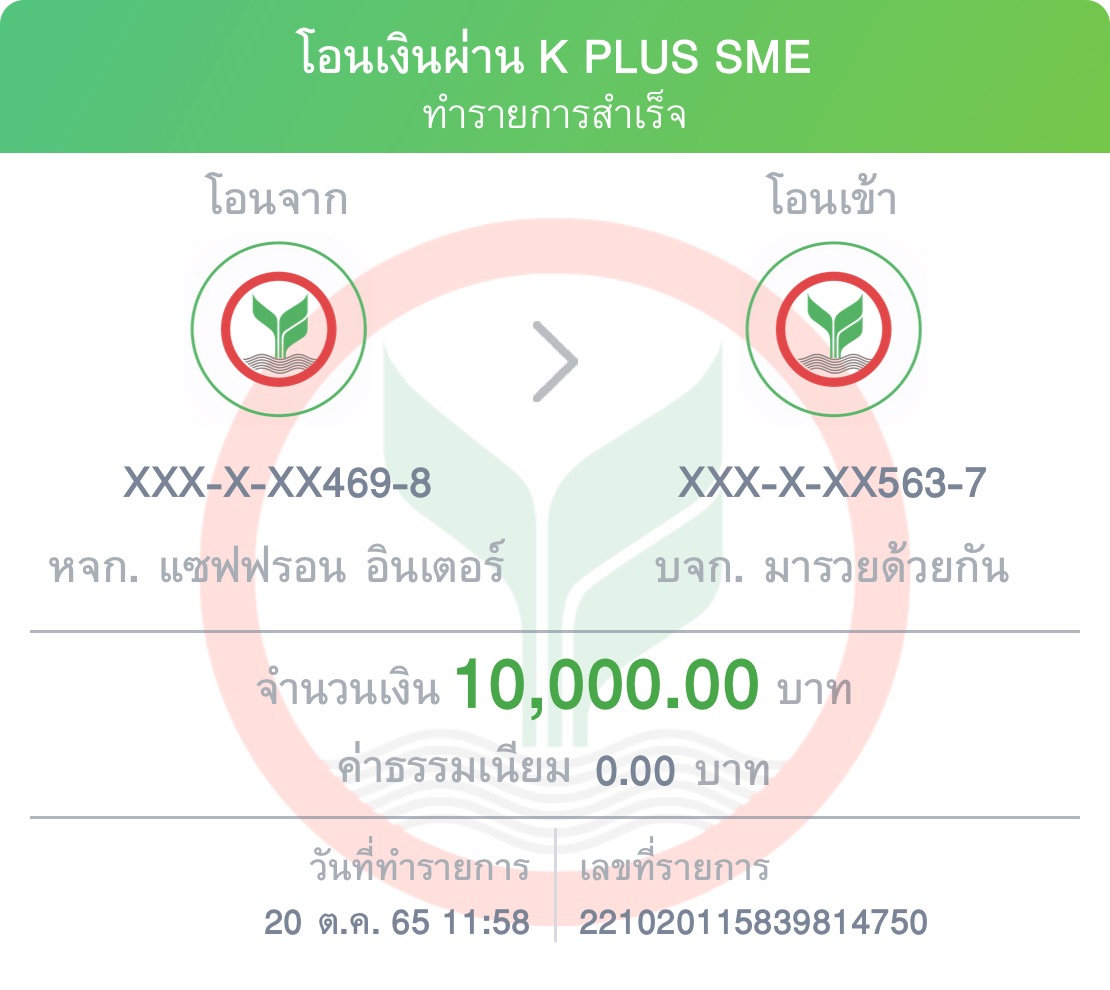 โอนเงินผ่าน K PLUS SME
ทำรายการสำเร็จ
โอนจาก
โอนเข้า
XXX-X-XX469-8
XXX-X-XX563-7
หจก. แซฟฟรอน อินเตอร์
บจก. มารวยด้วยกัน
จำนวนเงิน 10,000.00 บาท
ค่าธรรมเนียม 0.00 บาท
วันที่ทำรายการ
เลขที่รายการ
20 ต.ค. 65 11:58
221020115839814750